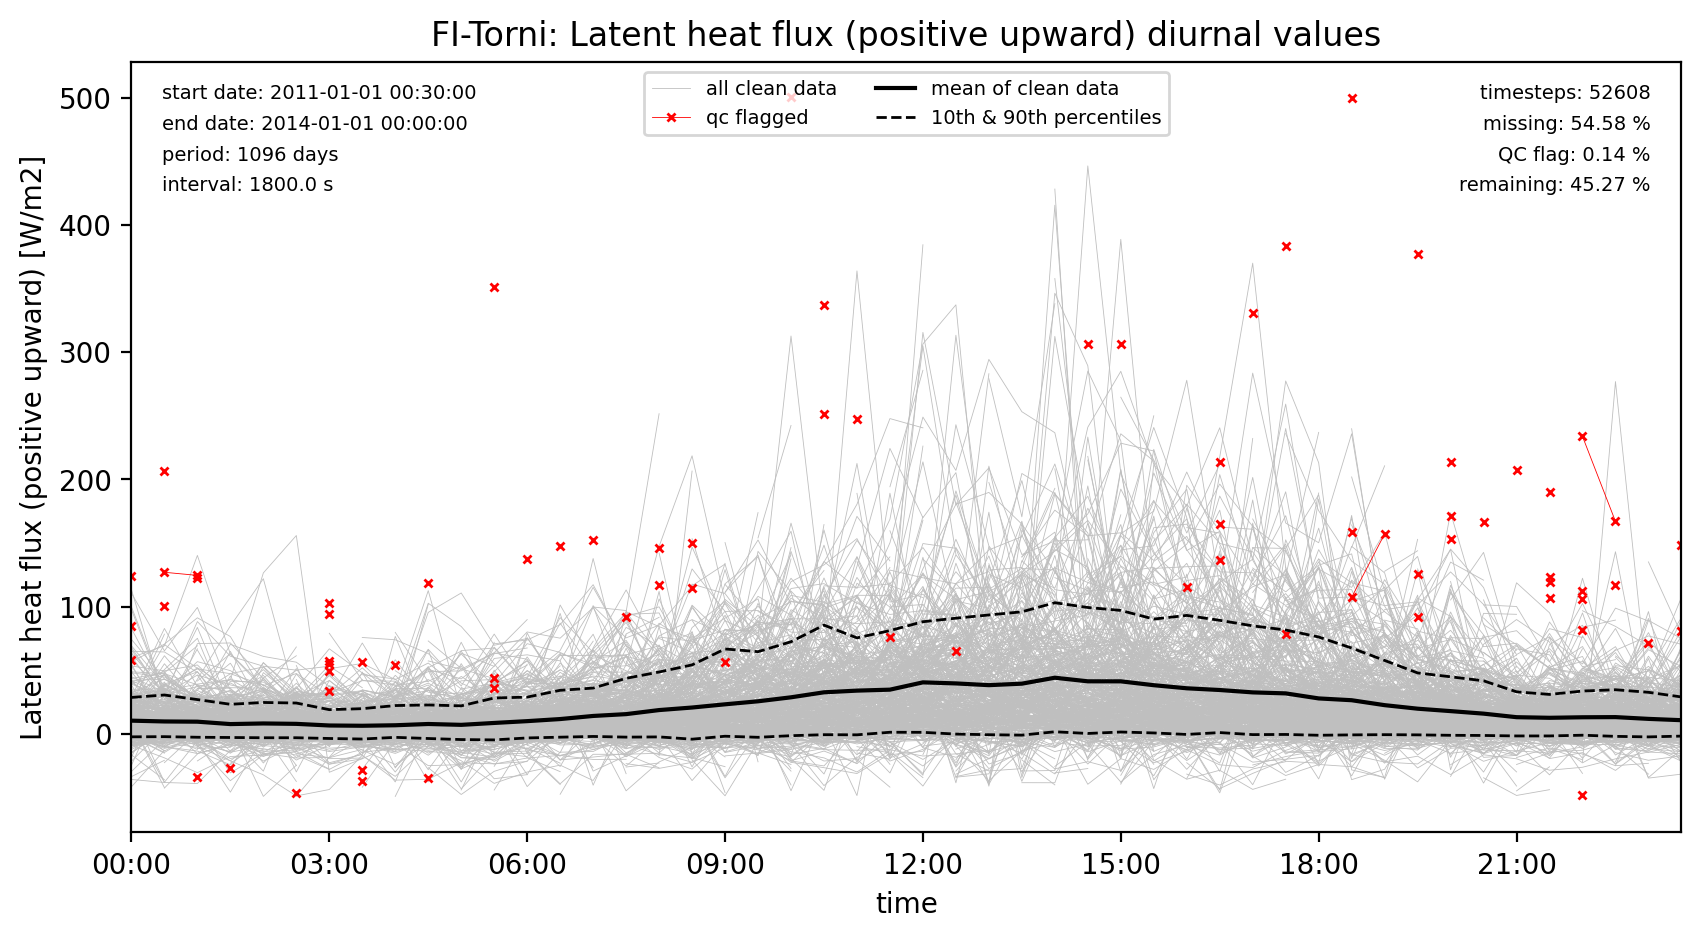 FI-Torni: Latent heat flux (positive upward) diurnal values
start date: 2011-01-01 00:30:00
end date: 2014-01-01 00:00:00
period: 1096 days
interval: 1800.0 s
all clean data
qc flagged
mean of clean data
10th & 90th percentiles
timesteps: 52608
missing: 54.58 %
QC flag: 0.14 %
remaining: 45.27 %
Latent heat flux (positive upward) [W/m2]
500
400
300
200
100
0
00:00 03:00 06:00 09:00 12:00 15:00 18:00 21:00
time